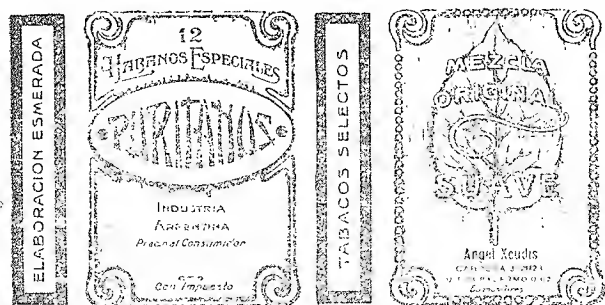 ELABORACION ESMERADA
12
HABANOS ESPECIALES
PURITANOS
INDUSTRIA
ARGENTINA
Precio al Consumidor
Con Impuesto
TABACOS SELECTOS
MEZCLA
ORIGINAL
SUAVE
Angel Xeudis